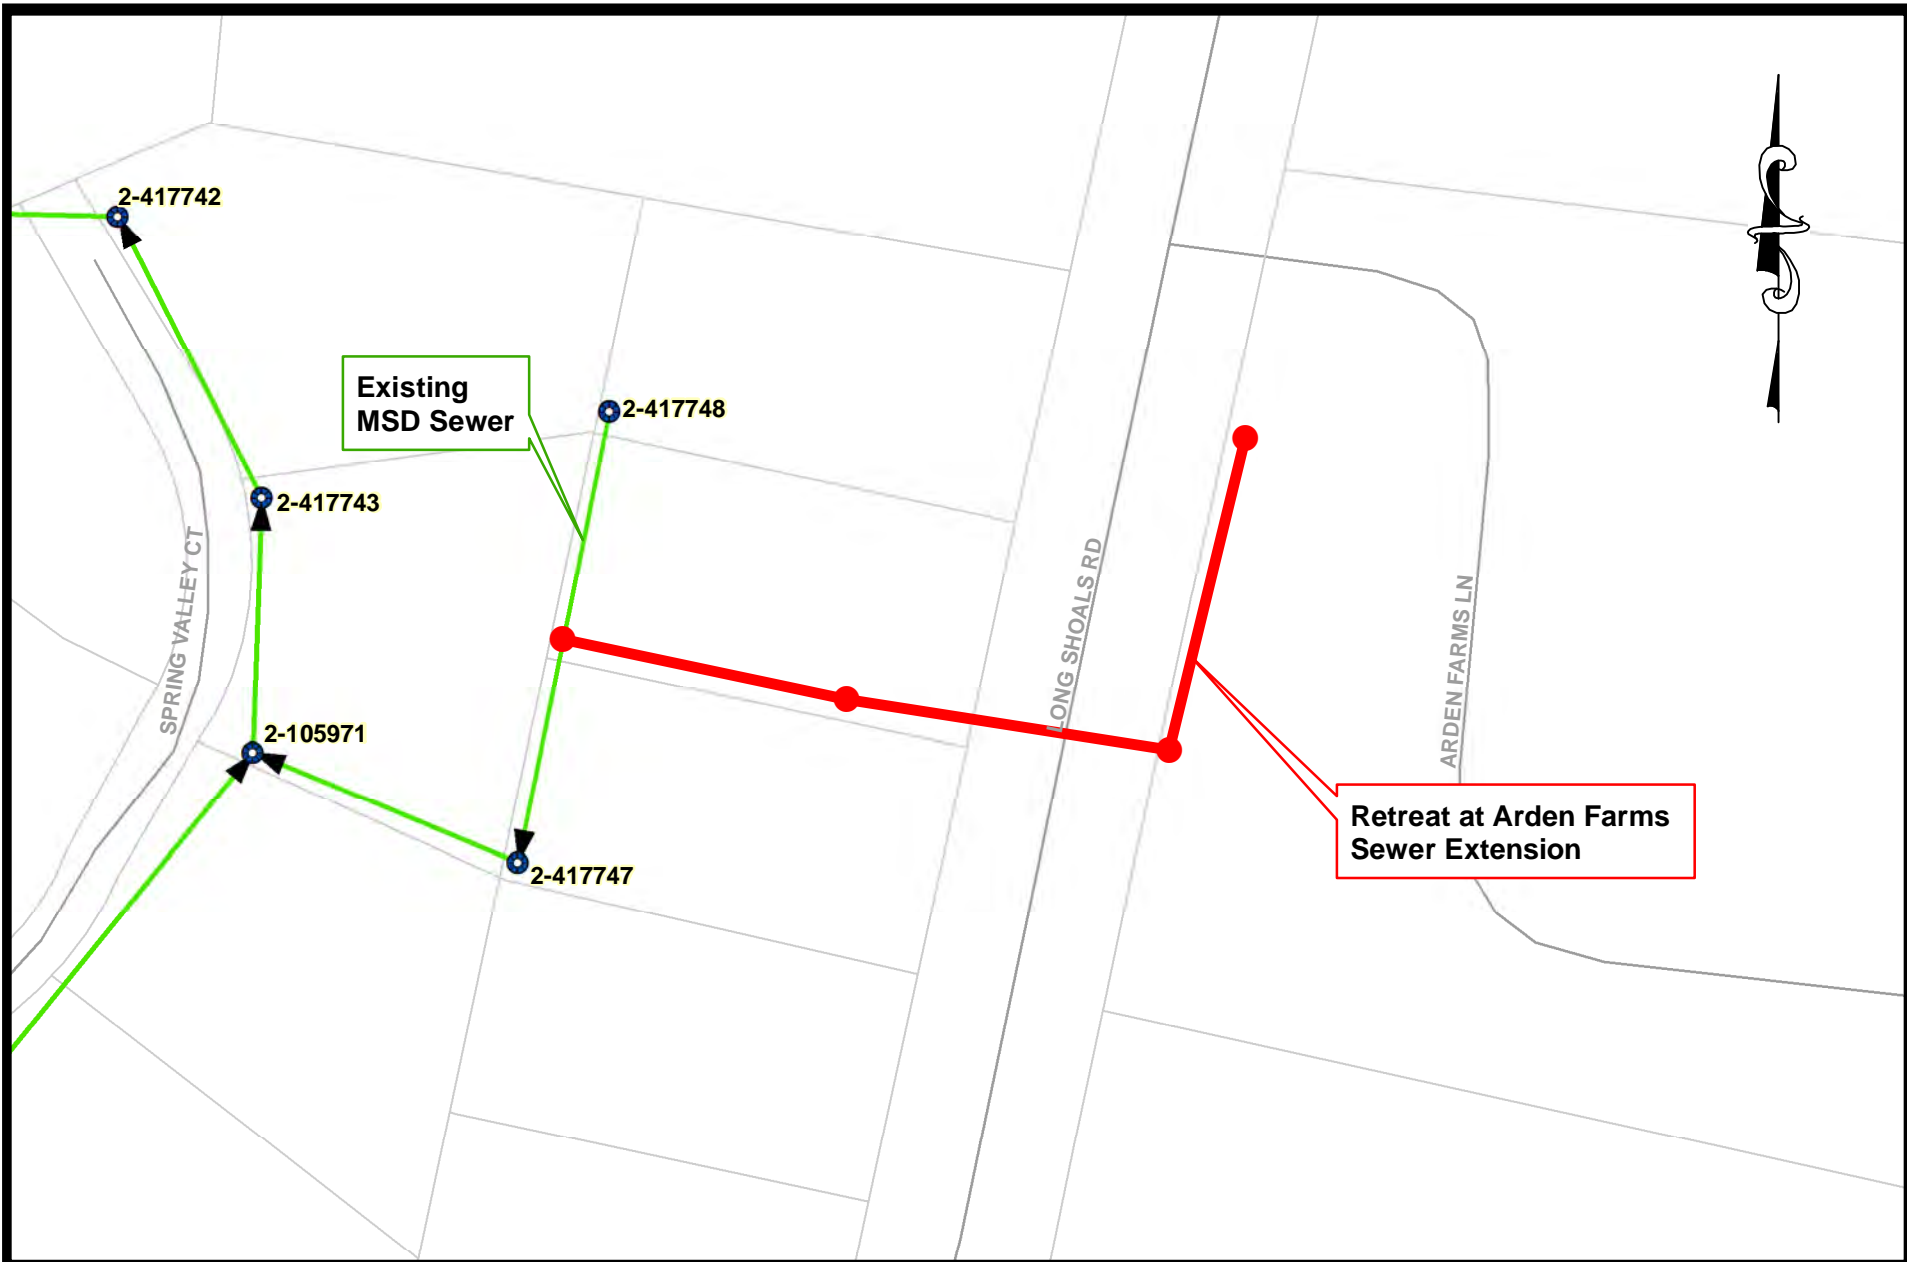 2-417742
Existing
MSD Sewer
2-417748
2-417743
SPRING VALLEY CT
LONG SHOALS RD
ARDEN FARMS LN
2-105971
Retreat at Arden Farms
Sewer Extension
2-417747